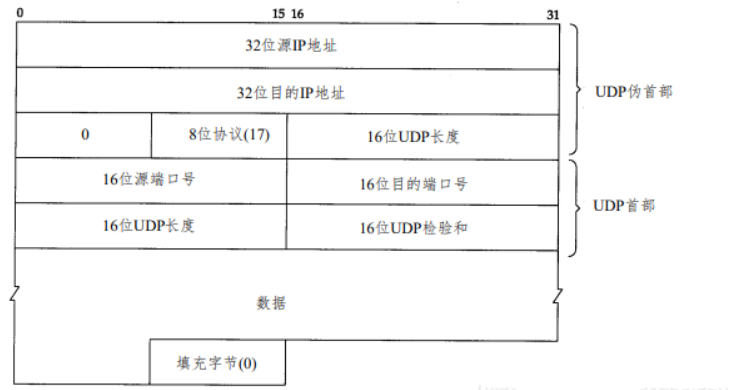 0 15 16 31
32位源IP地址
32位目的IP地址
UDP伪首部
0 8位协议(17) 16位UDP长度
16位源端口号 16位目的端口号
UDP首部
16位UDP长度 16位UDP检验和
数据
填充字节(0)